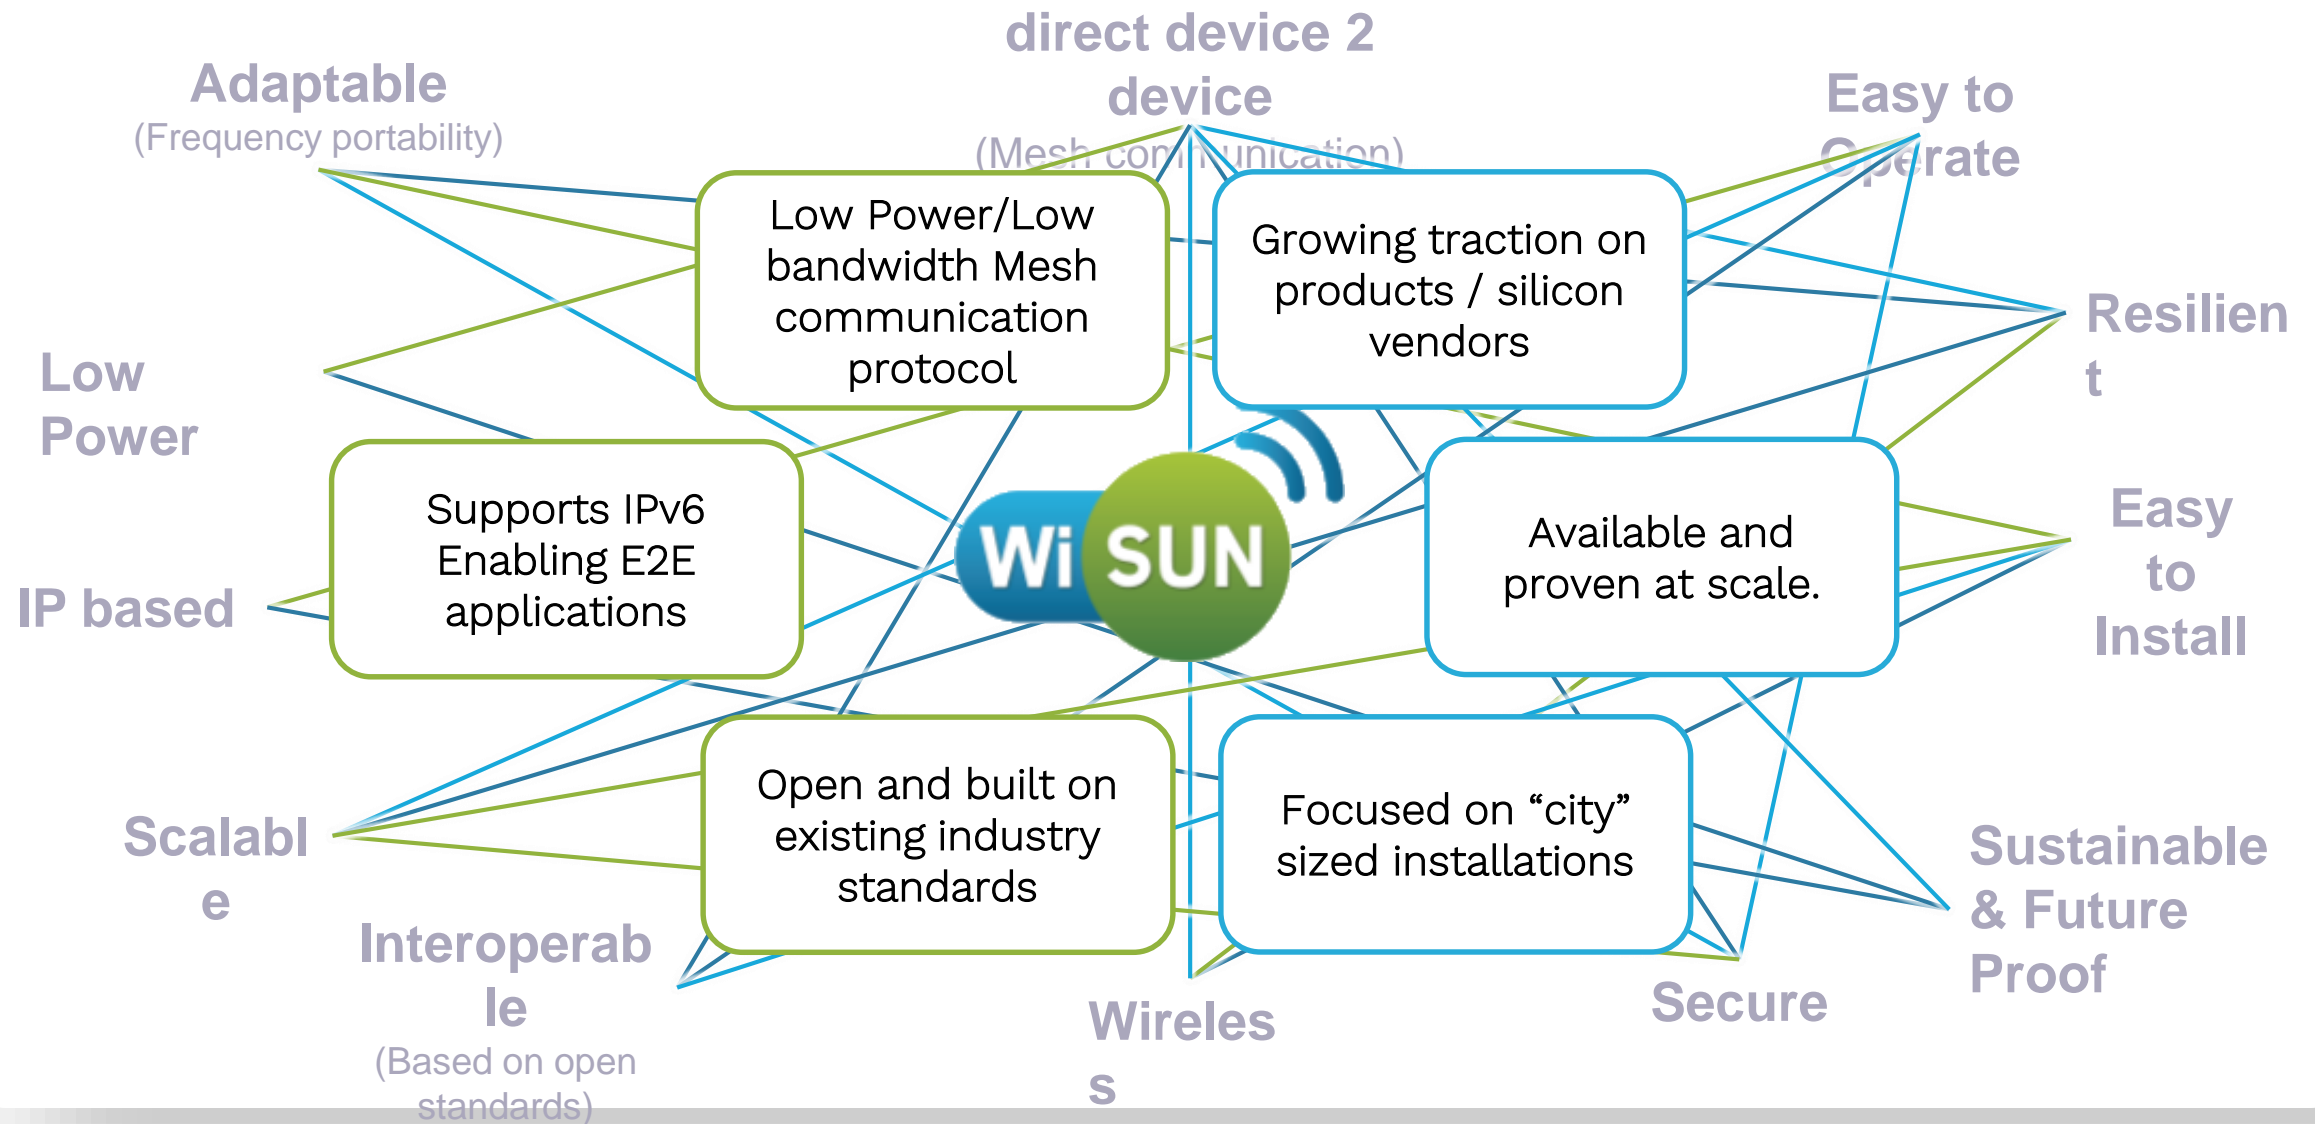 direct device 2
device
(Mesh communication)
Adaptable
(Frequency portability)
Easy to
Operate
Low Power/Low
bandwidth Mesh
communication
protocol
Growing traction on
products / silicon
vendors
Resilien
t
Low
Power
Supports IPv6
Enabling E2E
applications
Wi SUN
Available and
proven at scale.
Easy
to
Install
IP based
Open and built on
existing industry
standards
Focused on “city”
sized installations
Scalabl
e
Interoperab
le
(Based on open
standards)
Wireles
s
Secure
Sustainable
& Future
Proof